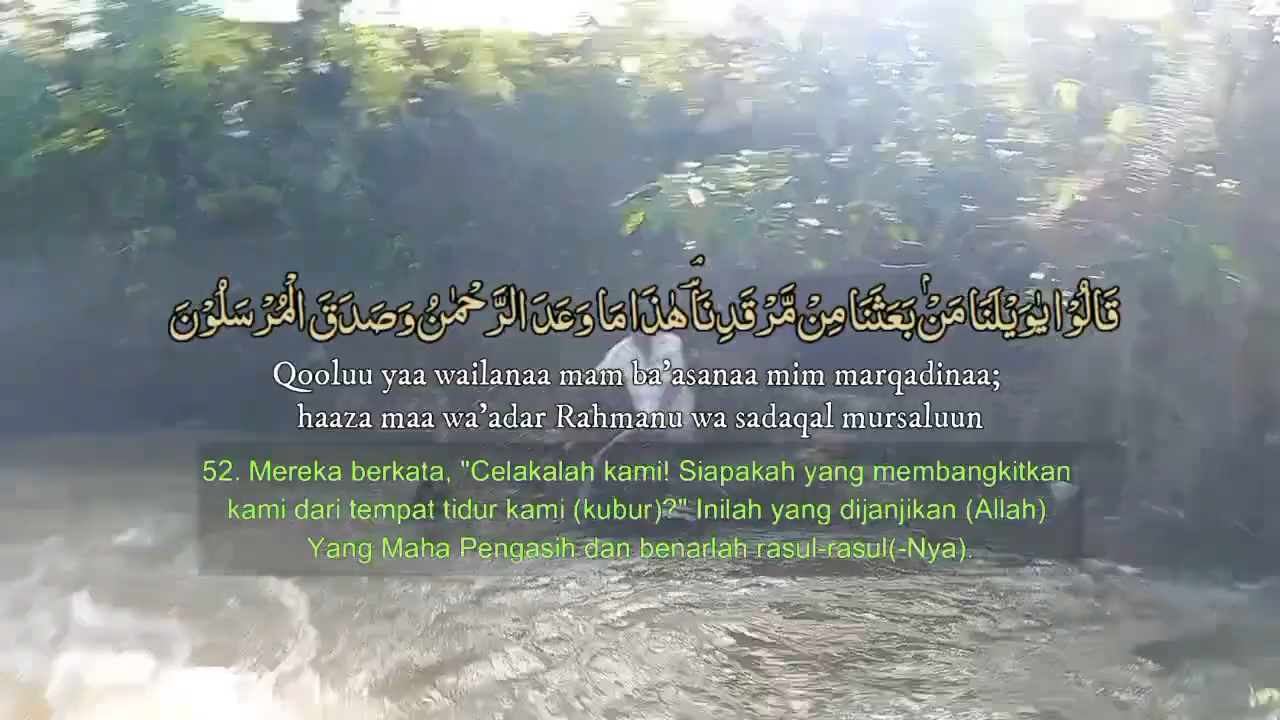 قَالُوْا يٰوَيْلَنَا مَنْۢ بَعَثَنَا مِنْ مَّرْقَدِنَاۘ هٰذَا مَا وَعَدَ الرَّحْمٰنُ وَصَدَقَ الْمُرْسَلُوْنَ
Qooluu yaa wailanaa mam ba’asanaa mim marqadinaa;
haaza maa wa’adar Rahmanu wa sadaqal mursaluun
52. Mereka berkata, "Celakalah kami! Siapakah yang membangkitkan
kami dari tempat tidur kami (kubur)?" Inilah yang dijanjikan (Allah)
Yang Maha Pengasih dan benarlah rasul-rasul(-Nya).